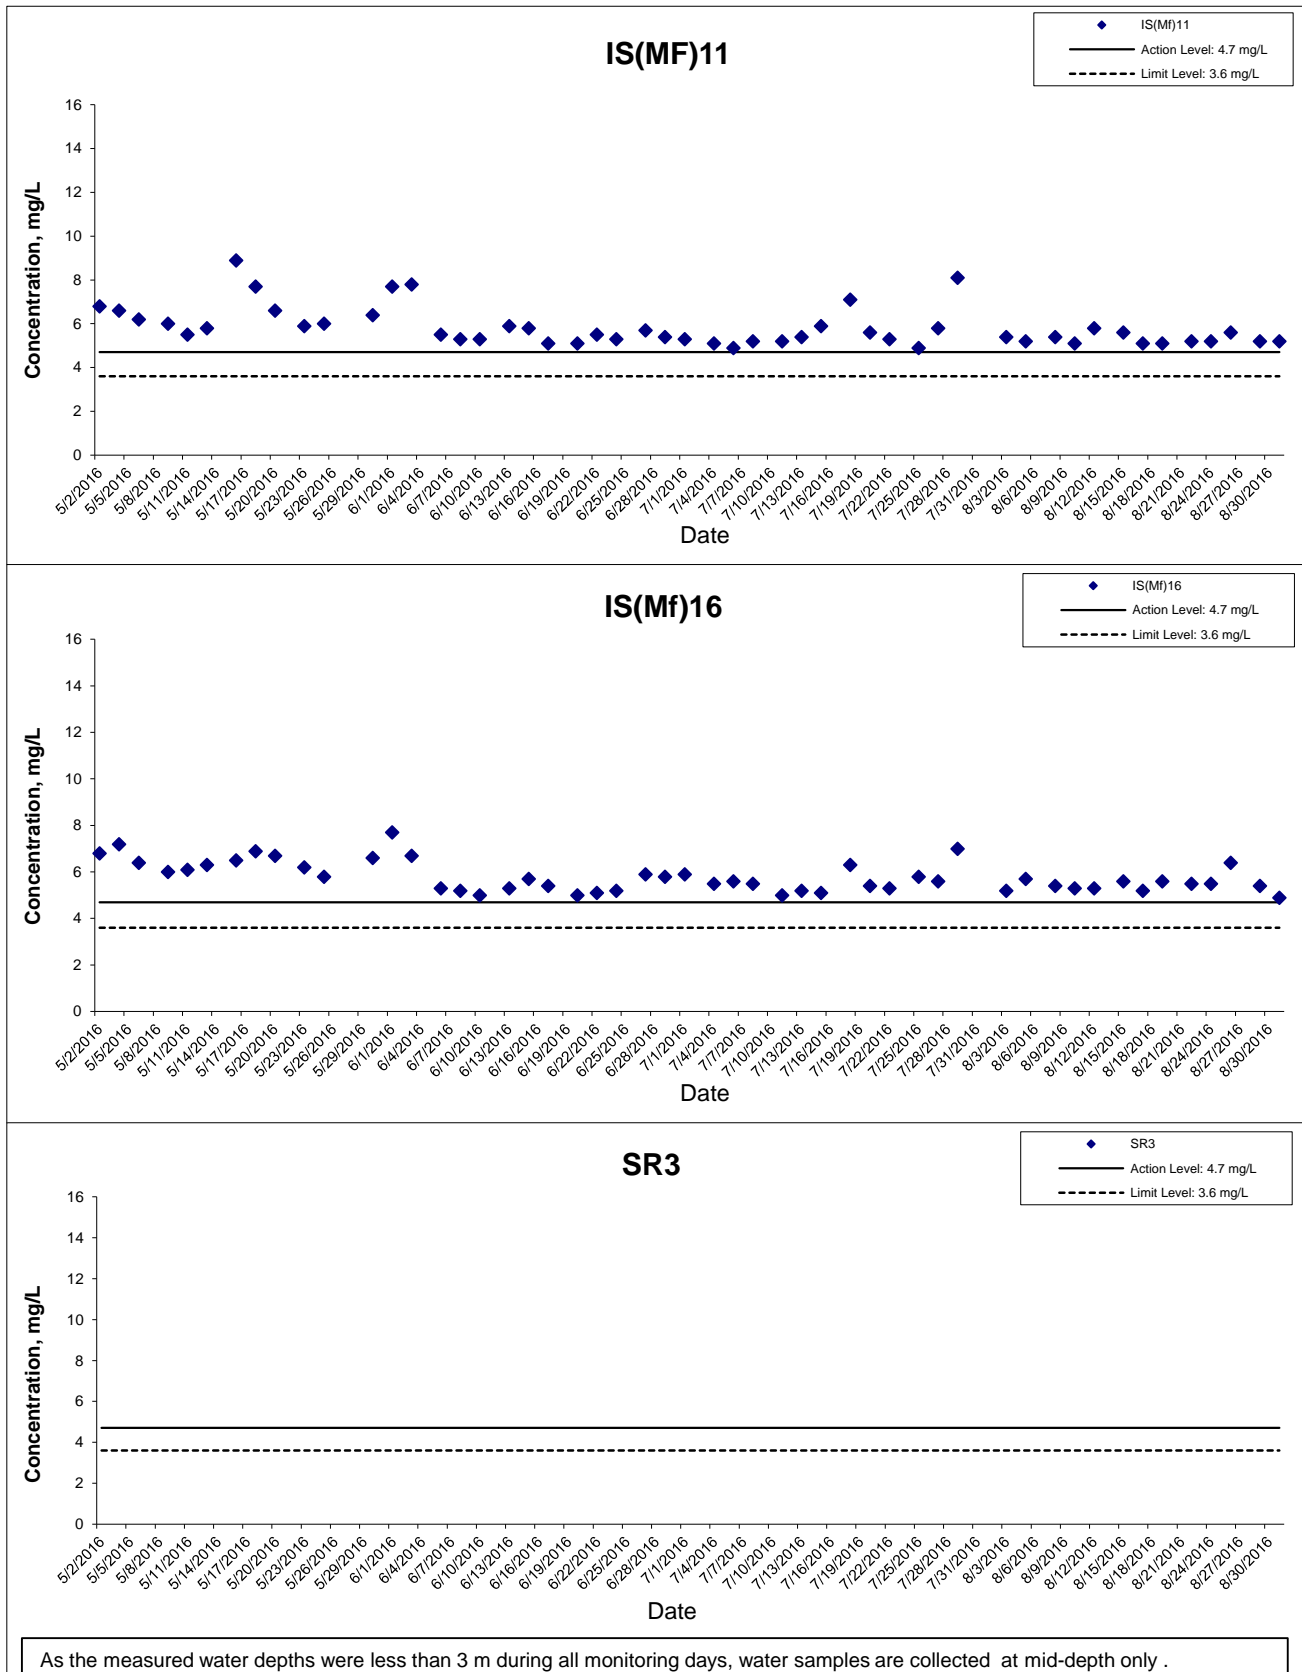 IS(MF)11
IS(Mf)11
Action Level: 4.7 mg/L
Limit Level: 3.6 mg/L
Concentration, mg/L
16
14
12
10
8
6
4
2
0
5/2/2016 5/5/2016 5/8/2016 5/11/2016 5/14/2016 5/17/2016 5/20/2016 5/23/2016 5/26/2016 5/29/2016 6/1/2016 6/4/2016 6/7/2016 6/10/2016 6/13/2016 6/16/2016 6/19/2016 6/22/2016 6/25/2016 6/28/2016 7/1/2016 7/4/2016 7/7/2016 7/10/2016 7/13/2016 7/16/2016 7/19/2016 7/22/2016 7/25/2016 7/28/2016 7/31/2016 8/3/2016 8/6/2016 8/9/2016 8/12/2016 8/15/2016 8/18/2016 8/21/2016 8/24/2016 8/27/2016 8/30/2016
Date
IS(Mf)16
IS(Mf)16
Action Level: 4.7 mg/L
Limit Level: 3.6 mg/L
Concentration, mg/L
16
14
12
10
8
6
4
2
0
5/2/2016 5/5/2016 5/8/2016 5/11/2016 5/14/2016 5/17/2016 5/20/2016 5/23/2016 5/26/2016 5/29/2016 6/1/2016 6/4/2016 6/7/2016 6/10/2016 6/13/2016 6/16/2016 6/19/2016 6/22/2016 6/25/2016 6/28/2016 7/1/2016 7/4/2016 7/7/2016 7/10/2016 7/13/2016 7/16/2016 7/19/2016 7/22/2016 7/25/2016 7/28/2016 7/31/2016 8/3/2016 8/6/2016 8/9/2016 8/12/2016 8/15/2016 8/18/2016 8/21/2016 8/24/2016 8/27/2016 8/30/2016
Date
SR3
SR3
Action Level: 4.7 mg/L
Limit Level: 3.6 mg/L
Concentration, mg/L
16
14
12
10
8
6
4
2
0
5/2/2016 5/5/2016 5/8/2016 5/11/2016 5/14/2016 5/17/2016 5/20/2016 5/23/2016 5/26/2016 5/29/2016 6/1/2016 6/4/2016 6/7/2016 6/10/2016 6/13/2016 6/16/2016 6/19/2016 6/22/2016 6/25/2016 6/28/2016 7/1/2016 7/4/2016 7/7/2016 7/10/2016 7/13/2016 7/16/2016 7/19/2016 7/22/2016 7/25/2016 7/28/2016 7/31/2016 8/3/2016 8/6/2016 8/9/2016 8/12/2016 8/15/2016 8/18/2016 8/21/2016 8/24/2016 8/27/2016 8/30/2016
Date
As the measured water depths were less than 3 m during all monitoring days, water samples are collected at mid-depth only .